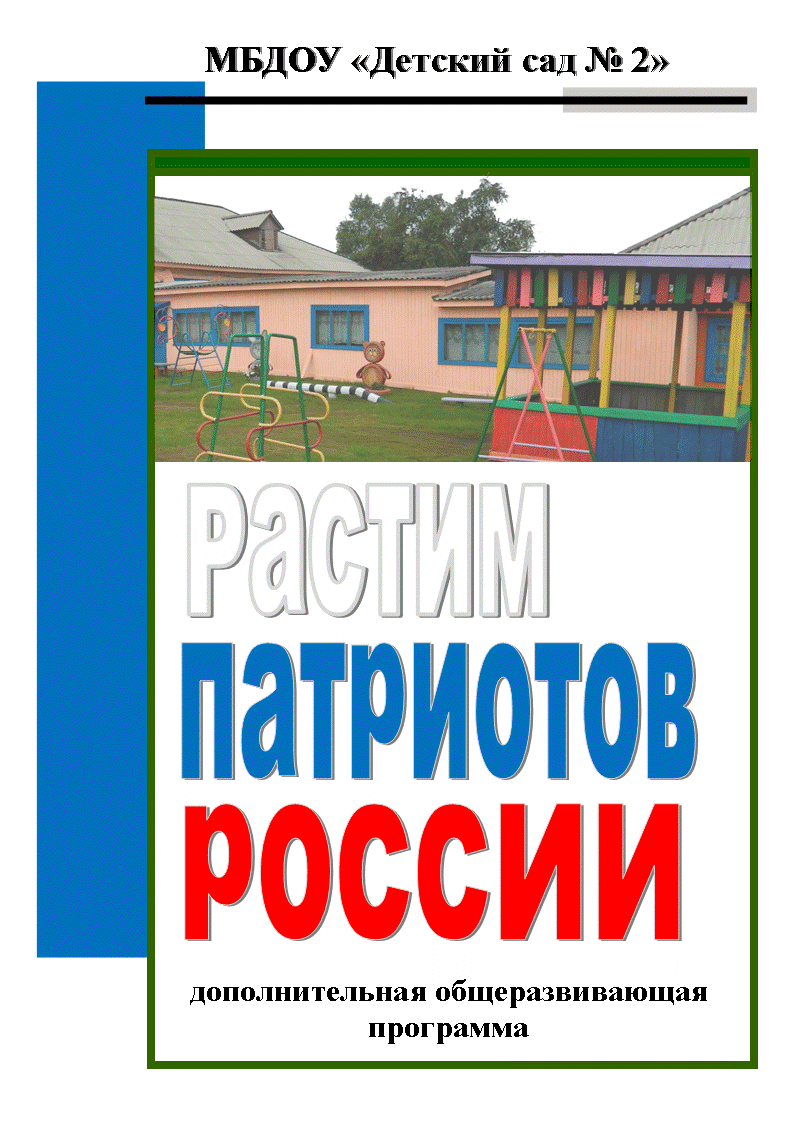 МБДОУ «Детский сад № 2»
Растим
патриотов
России
дополнительная общеразвивающая
программа